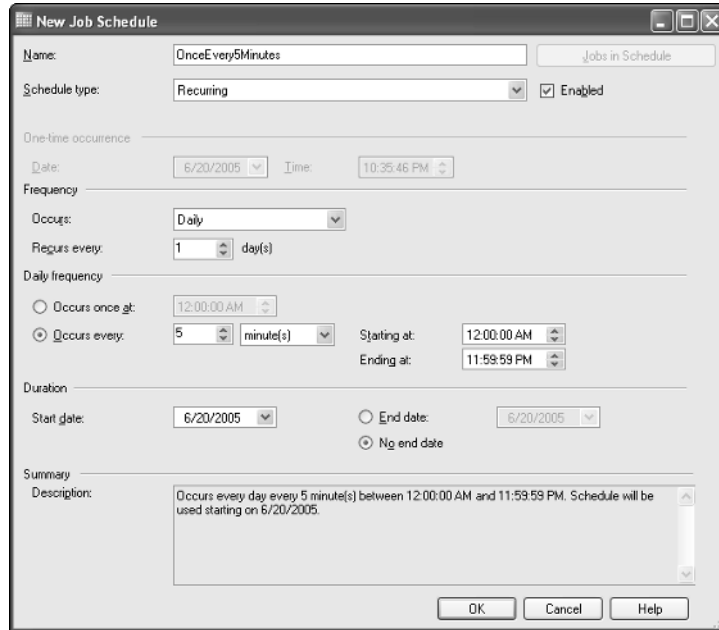 New Job Schedule
Name: OnceEvery5Minutes Jobs in Schedule
Schedule type: Recurring Enabled
One-time occurrence
Date: 6/20/2005 Time: 10:35:46 PM
Frequency
Occurs: Daily
Recurs every: 1 day(s)
Daily frequency
Occurs once at: 12:00:00 AM
Occurs every: 5 minute(s) Starting at: 12:00:00 AM
Ending at: 11:59:59 PM
Duration
Start date: 6/20/2005 End date: 6/20/2005
No end date
Summary
Description: Occurs every day every 5 minute(s) between 12:00:00 AM and 11:59:59 PM. Schedule will be
used starting on 6/20/2005.
OK Cancel Help